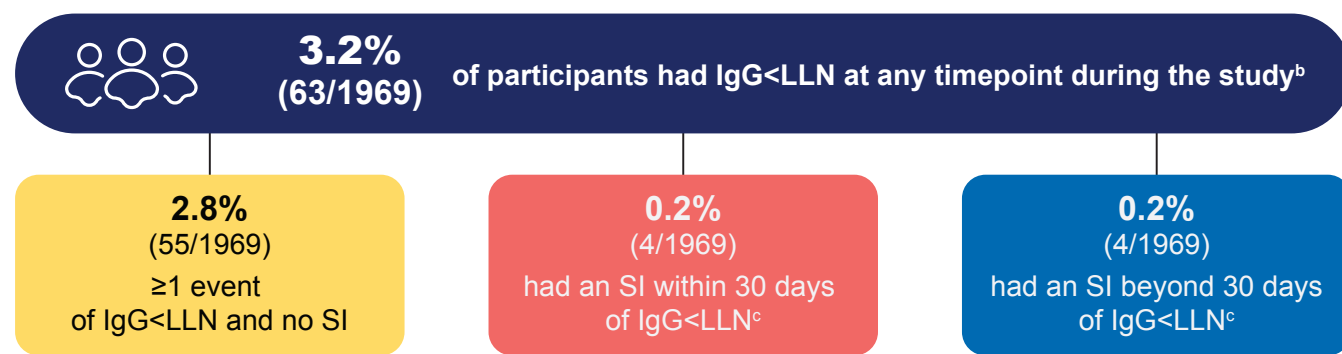 3.2%
(63/1969)
of participants had IgG<LLN at any timepoint during the studyᵇ
2.8%
(55/1969)
≥1 event
of IgG<LLN and no SI
0.2%
(4/1969)
had an SI within 30 days
of IgG<LLNᶜ
0.2%
(4/1969)
had an SI beyond 30 days
of IgG<LLNᶜ